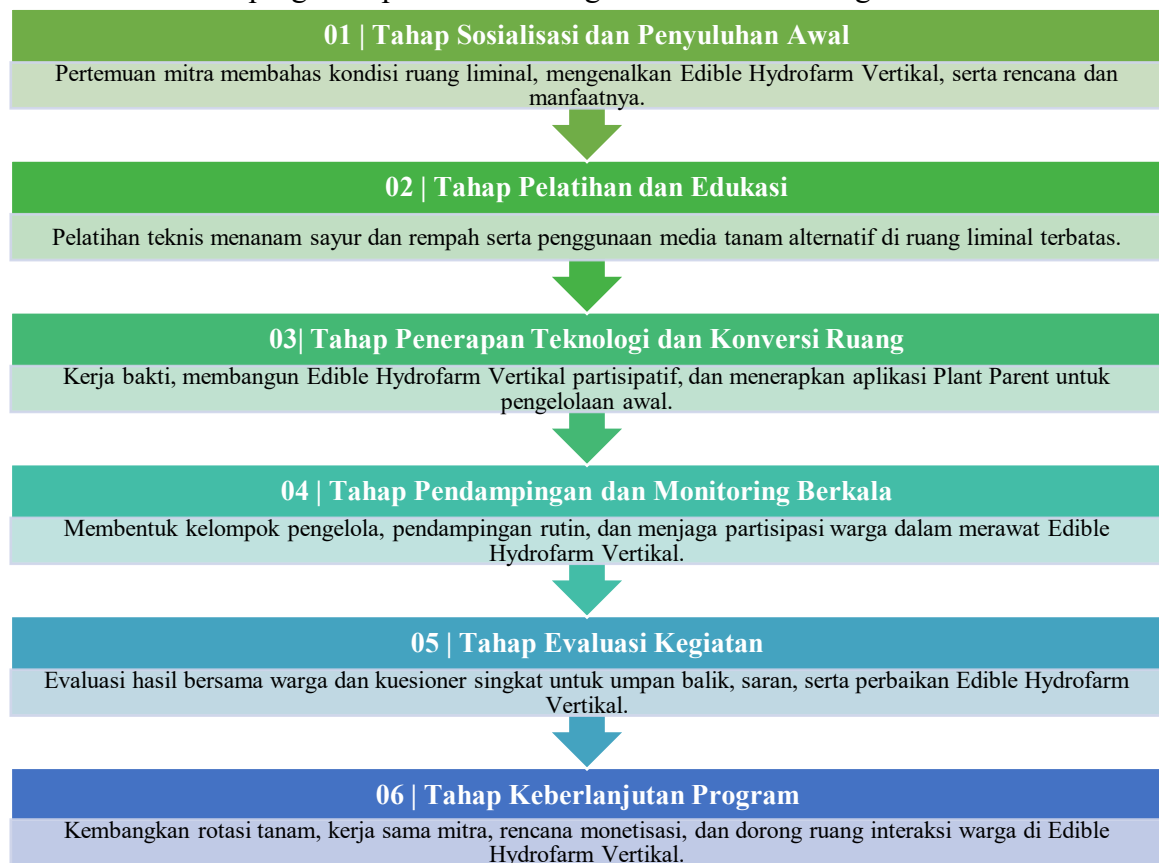 01 | Tahap Sosialisasi dan Penyuluhan Awal
Pertemuan mitra membahas kondisi ruang liminal, mengenalkan Edible Hydrofarm Vertikal, serta rencana dan
manfaatnya.
02 | Tahap Pelatihan dan Edukasi
Pelatihan teknis menanam sayur dan rempah serta penggunaan media tanam alternatif di ruang liminal terbatas.
03| Tahap Penerapan Teknologi dan Konversi Ruang
Kerja bakti, membangun Edible Hydrofarm Vertikal partisipatif, dan menerapkan aplikasi Plant Parent untuk
pengelolaan awal.
04 | Tahap Pendampingan dan Monitoring Berkala
Membentuk kelompok pengelola, pendampingan rutin, dan menjaga partisipasi warga dalam merawat Edible
Hydrofarm Vertikal.
05 | Tahap Evaluasi Kegiatan
Evaluasi hasil bersama warga dan kuesioner singkat untuk umpan balik, saran, serta perbaikan Edible Hydrofarm
Vertikal.
06 | Tahap Keberlanjutan Program
Kembangkan rotasi tanam, kerja sama mitra, rencana monetisasi, dan dorong ruang interaksi warga di Edible
Hydrofarm Vertikal.